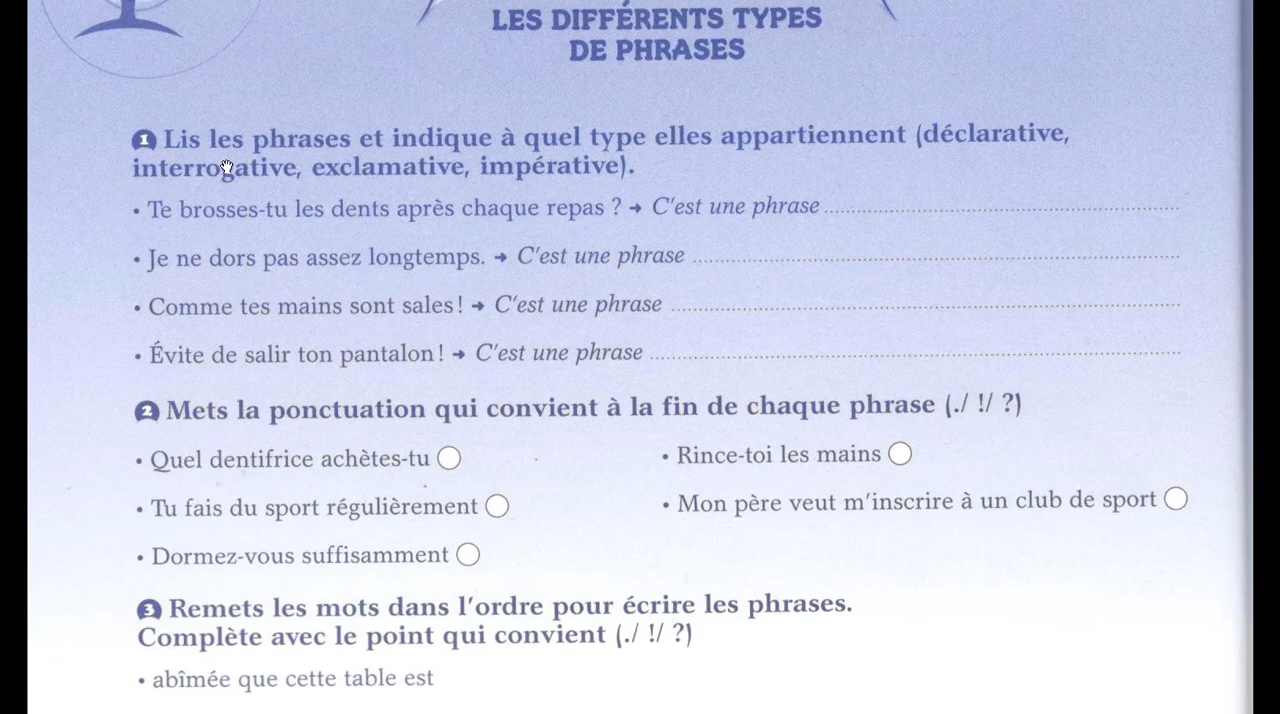 LES DIFFÉRENTS TYPES
DE PHRASES
1 Lis les phrases et indique à quel type elles appartiennent (déclarative,
interrogative, exclamative, impérative).
• Te brosses-tu les dents après chaque repas ? → C'est une phrase
• Je ne dors pas assez longtemps. → C'est une phrase
• Comme tes mains sont sales ! → C'est une phrase
• Évite de salir ton pantalon ! → C'est une phrase
2 Mets la ponctuation qui convient à la fin de chaque phrase (./ !/ ?)
• Quel dentifrice achètes-tu
• Rince-toi les mains
• Tu fais du sport régulièrement
• Mon père veut m'inscrire à un club de sport
• Dormez-vous suffisamment
3 Remets les mots dans l'ordre pour écrire les phrases.
Complète avec le point qui convient (./ !/ ?)
• abîmée que cette table est